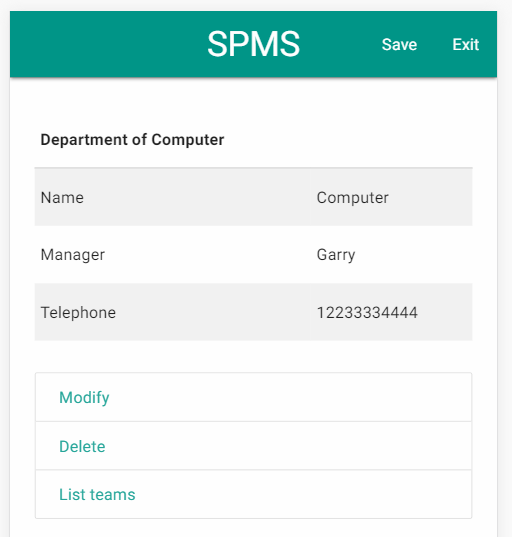 SPMS Save Exit
Department of Computer
Name Computer
Manager Garry
Telephone 12233334444
Modify
Delete
List teams